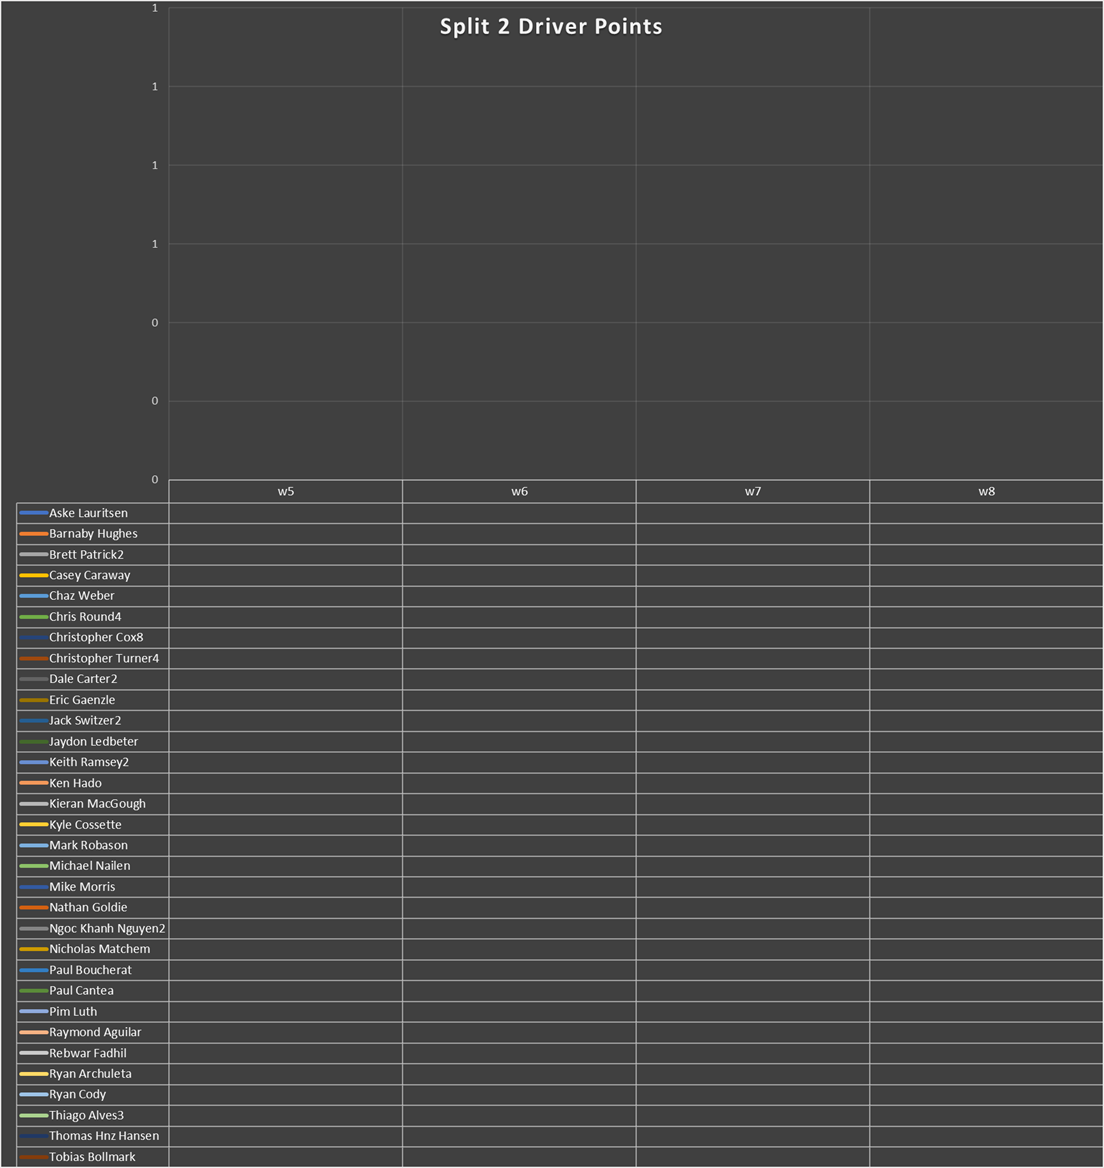 Split 2 Driver Points
1
1
1
1
0
0
0
w5 w6 w7 w8
Aske Lauritsen
Barnaby Hughes
Brett Patrick2
Casey Caraway
Chaz Weber
Chris Round4
Christopher Cox8
Christopher Turner4
Dale Carter2
Eric Gaenzle
Jack Switzer2
Jaydon Ledbeter
Keith Ramsey2
Ken Hado
Kieran MacGough
Kyle Cossette
Mark Robason
Michael Nailen
Mike Morris
Nathan Goldie
Ngoc Khanh Nguyen2
Nicholas Matchem
Paul Boucherat
Paul Cantea
Pim Luth
Raymond Aguilar
Rebwar Fadhil
Ryan Archuleta
Ryan Cody
Thiago Alves3
Thomas Hnz Hansen
Tobias Bollmark